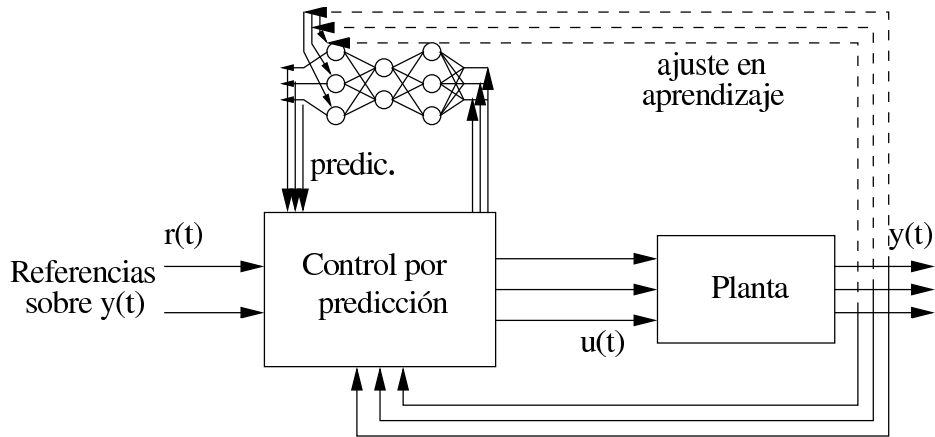 ajuste en
aprendizaje
predic.
r(t)
y(t)
Referencias
sobre y(t)
Control por
predicción
Planta
u(t)